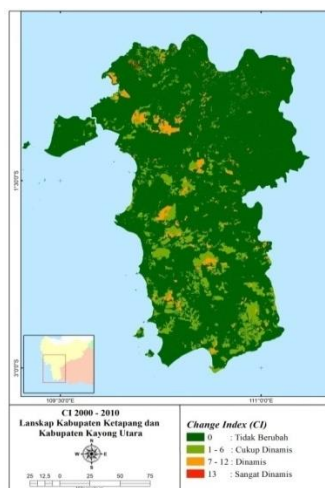 1°30'0"S
3°0'0"S
109°30'0"E
111°0'0"E
CI 2000 - 2010
Lanskap Kabupaten Ketapang dan
Kabupaten Kayong Utara
N
W E
S
25 12,5 0 25 50 75
Change Index (CI)
0 : Tidak Berubah
1 - 6 : Cukup Dinamis
7 - 12 : Dinamis
13 : Sangat Dinamis